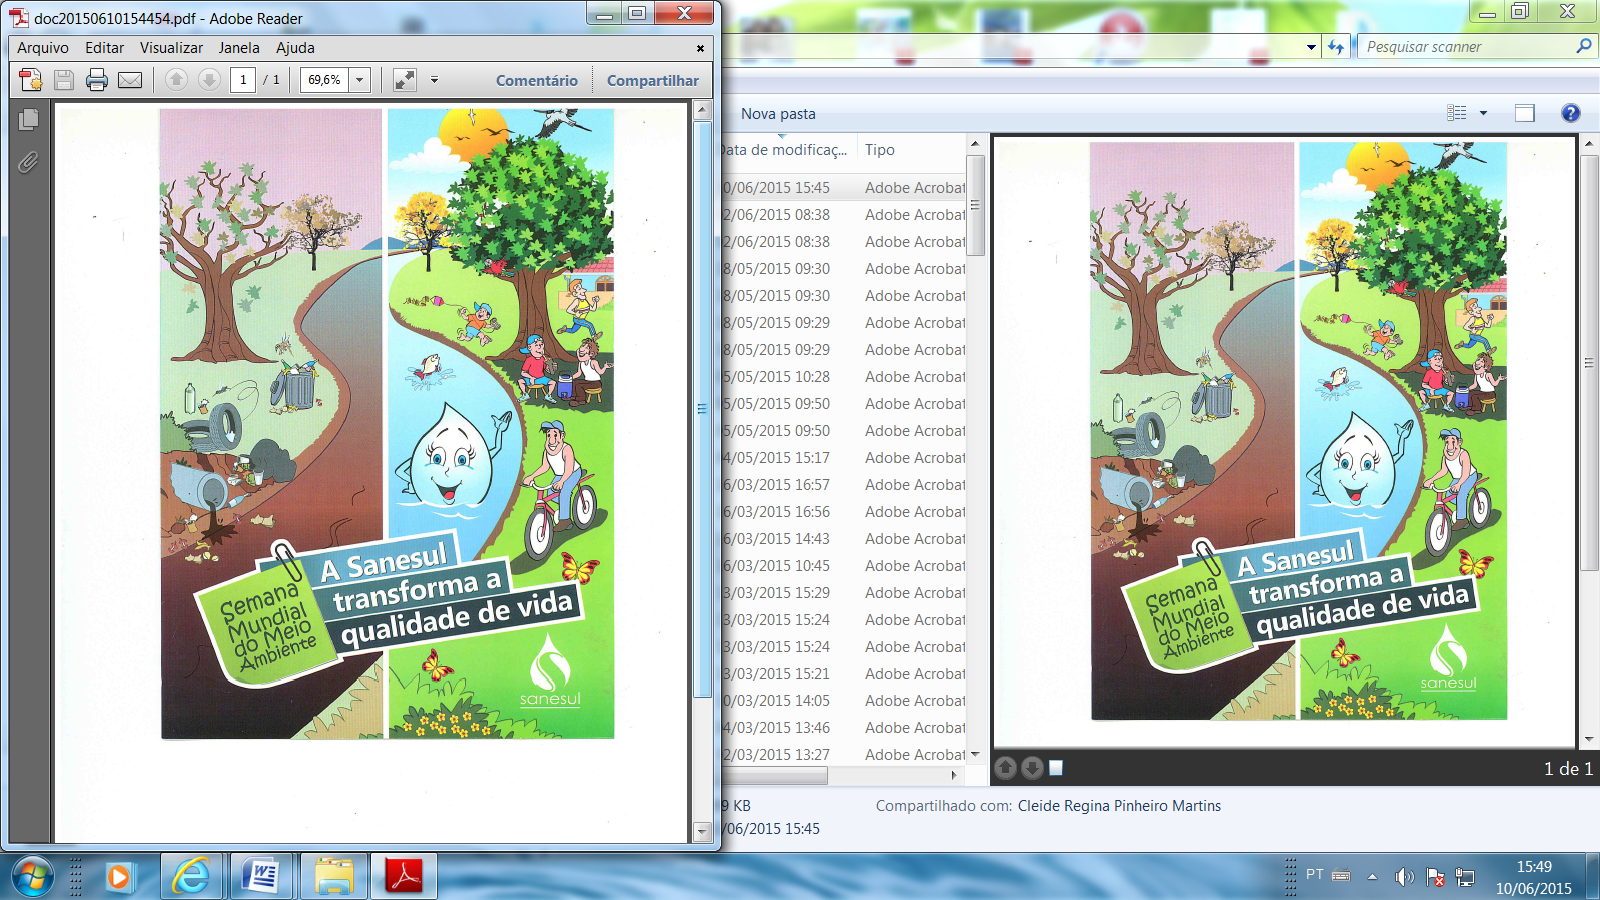 doc20150610154454.pdf - Adobe Reader
Arquivo Editar Visualizar Janela Ajuda
1 / 1 69,6% Comentário Compartilhar
A Sanesul
transforma a
qualidade de vida
Semana
Mundial
do Meio
Ambiente
sanesul
Pesquisar scanner
Nova pasta
Data de modificaç... Tipo
0/06/2015 15:45 Adobe Acrobat
2/06/2015 08:38 Adobe Acrobat
2/06/2015 08:38 Adobe Acrobat
8/05/2015 09:30 Adobe Acrobat
8/05/2015 09:30 Adobe Acrobat
8/05/2015 09:29 Adobe Acrobat
8/05/2015 09:29 Adobe Acrobat
5/05/2015 10:28 Adobe Acrobat
5/05/2015 09:50 Adobe Acrobat
5/05/2015 09:50 Adobe Acrobat
4/05/2015 15:17 Adobe Acrobat
6/03/2015 16:57 Adobe Acrobat
6/03/2015 16:56 Adobe Acrobat
6/03/2015 14:43 Adobe Acrobat
6/03/2015 10:45 Adobe Acrobat
3/03/2015 15:29 Adobe Acrobat
3/03/2015 15:24 Adobe Acrobat
3/03/2015 15:24 Adobe Acrobat
3/03/2015 15:21 Adobe Acrobat
0/03/2015 14:05 Adobe Acrobat
4/03/2015 13:46 Adobe Acrobat
2/03/2015 13:27 Adobe Acrobat
A Sanesul
transforma a
qualidade de vida
Semana
Mundial
do Meio
Ambiente
sanesul
1 de 1
9 KB Compartilhado com: Cleide Regina Pinheiro Martins
/06/2015 15:45
PT 15:49
10/06/2015